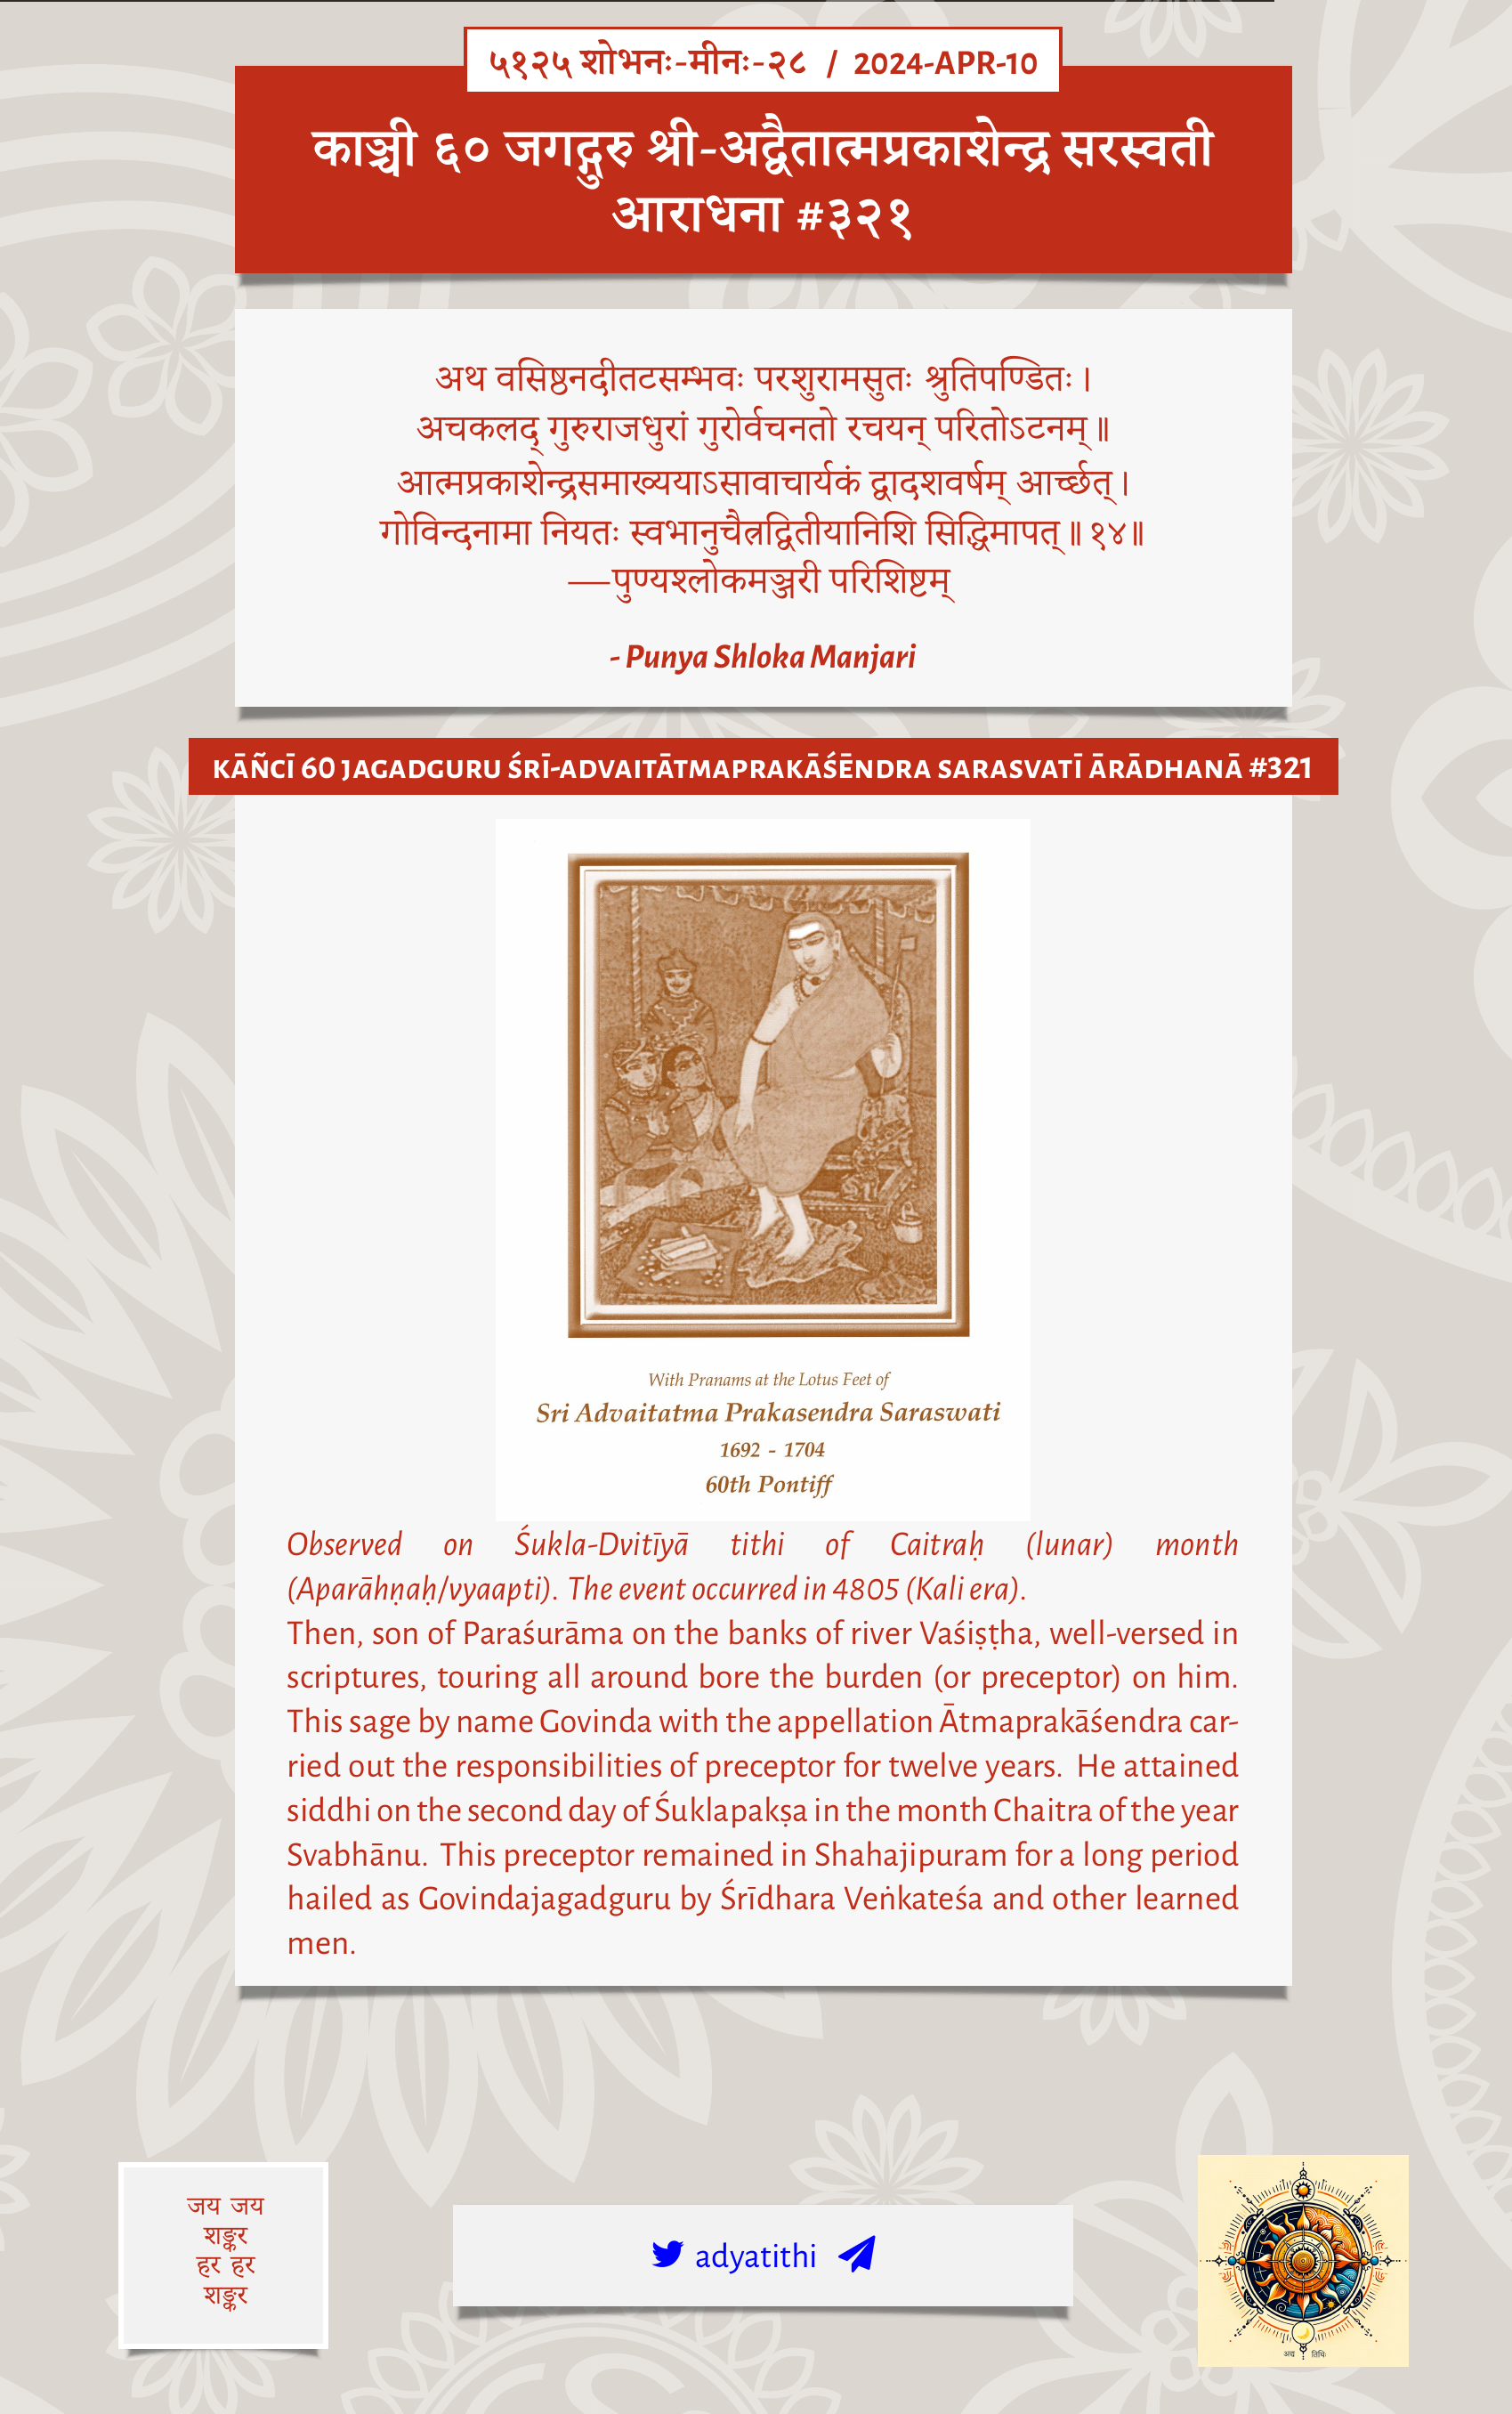 ५१२५ शोभनः-मीनः-२८ / 2024-APR-10
काञ्ची ६० जगद्गुरु श्री-अद्वैतात्मप्रकाशेन्द्र सरस्वती
आराधना #३२१
अथ वसिष्ठनदीतटसम्भवः परशुरामसुतः श्रुतिपण्डितः।
अचकलद् गुरुराजधुरां गुरोर्वचनतो रचयन् परितोऽटनम्॥
आत्मप्रकाशेन्द्रसमाख्ययाऽसावाचार्यकं द्वादशवर्षम् आर्च्छत्।
गोविन्दनामा नियतः स्वभानुचैत्रद्वितीयानिशि सिद्धिमापत्॥१४॥
—पुण्यश्लोकमञ्जरी परिशिष्टम्
- Punya Shloka Manjari
KĀÑCĪ 60 JAGADGURU ŚRĪ-ADVAITĀTMAPRAKĀŚĒNDRA SARASVATĪ ĀRĀDHANĀ #321
With Pranams at the Lotus Feet of
Sri Advaitatma Prakasendra Saraswati
1692 - 1704
60th Pontiff
Observed on Śukla-Dvitīyā tithi of Caitraḥ (lunar) month
(Aparāhṇaḥ/vyaapti). The event occurred in 4805 (Kali era).
Then, son of Paraśurāma on the banks of river Vaśiṣṭha, well-versed in
scriptures, touring all around bore the burden (or preceptor) on him.
This sage by name Govinda with the appellation Ātmaprakāśendra car-
ried out the responsibilities of preceptor for twelve years. He attained
siddhi on the second day of Śuklapakṣa in the month Chaitra of the year
Svabhānu. This preceptor remained in Shahajipuram for a long period
hailed as Govindajagadguru by Śrīdhara Veṅkateśa and other learned
men.
जय जय
शङ्कर
हर हर
शङ्कर
adyatithi
अद्य तिथिः